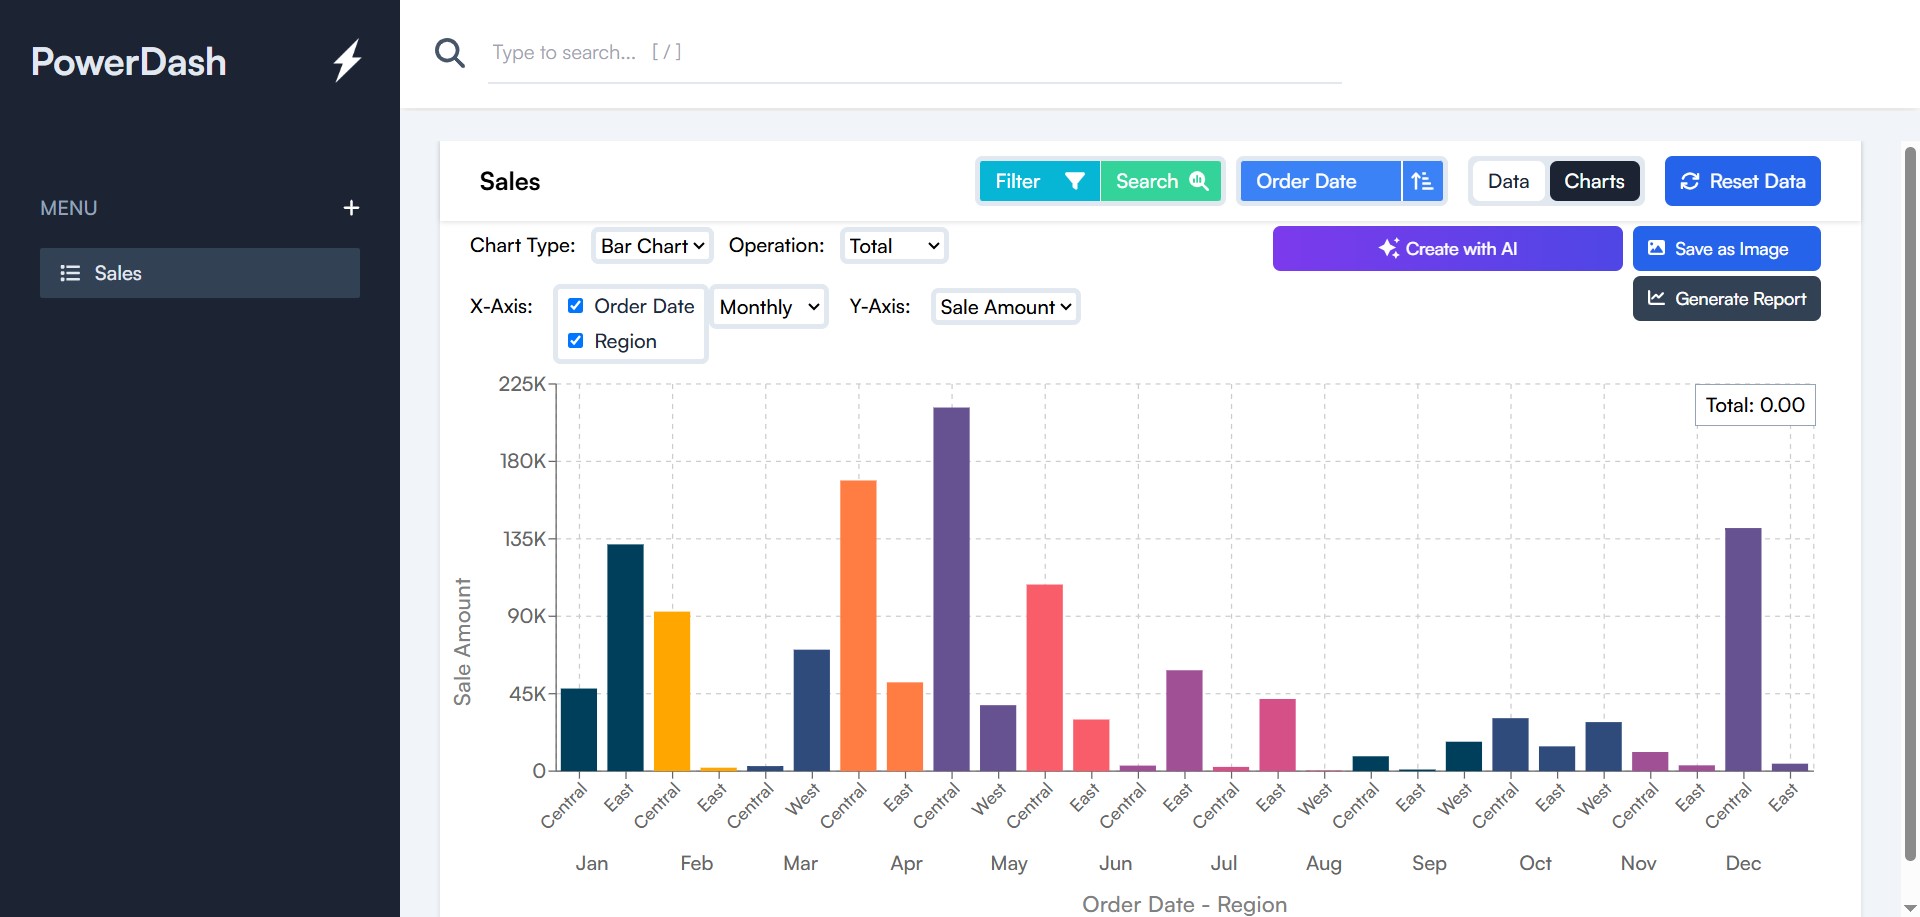 PowerDash
Type to search... [ / ]
MENU +
Sales
Sales
Filter
Search
Order Date
Data
Charts
Reset Data
Chart Type: Bar Chart
Operation: Total
Create with AI
Save as Image
Generate Report
X-Axis:
Order Date
Region
Monthly
Y-Axis: Sale Amount
Total: 0.00
225K
180K
135K
90K
45K
0
Sale Amount
Central East Central East Central West Central East Central West Central East Central East Central East West Central East West Central East West Central East Central East
Jan Feb Mar Apr May Jun Jul Aug Sep Oct Nov Dec
Order Date - Region